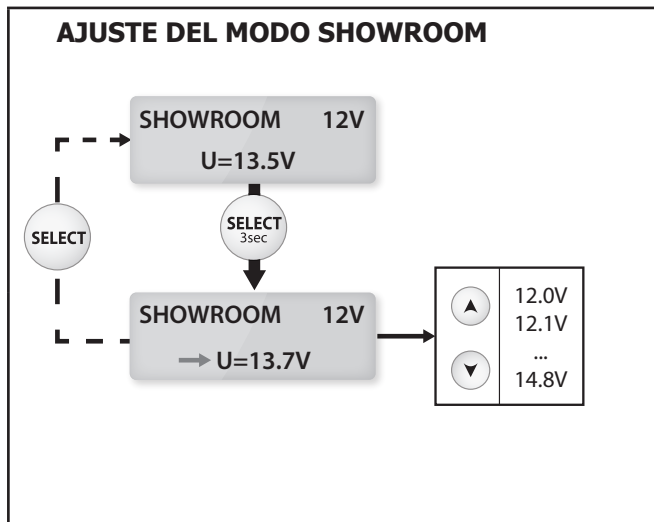 AJUSTE DEL MODO SHOWROOM
SHOWROOM 12V
U=13.5V
SELECT
SELECT
3sec
SHOWROOM 12V
U=13.7V
12.0V
12.1V
...
14.8V